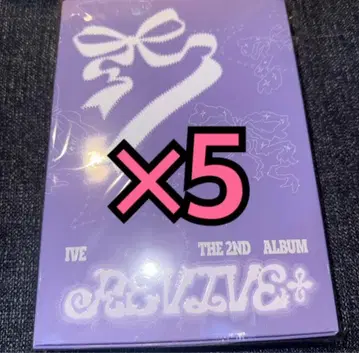 ×5
IVE THE 2ND ALBUM
REVIVE+